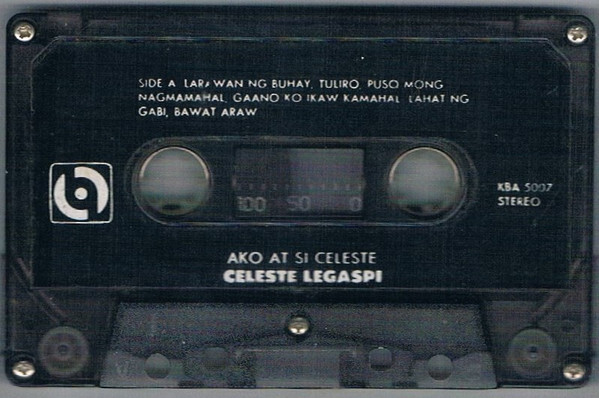 SIDE A LARAWAN NG BUHAY, TULIRO, PUSO MONG
NAGMAMAHAL, GAANO KO IKAW KAMAHAL LAHAT NG
GABI, BAWAT ARAW
KBA 5007
STEREO
100 50 0
AKO AT SI CELESTE
CELESTE LEGASPI